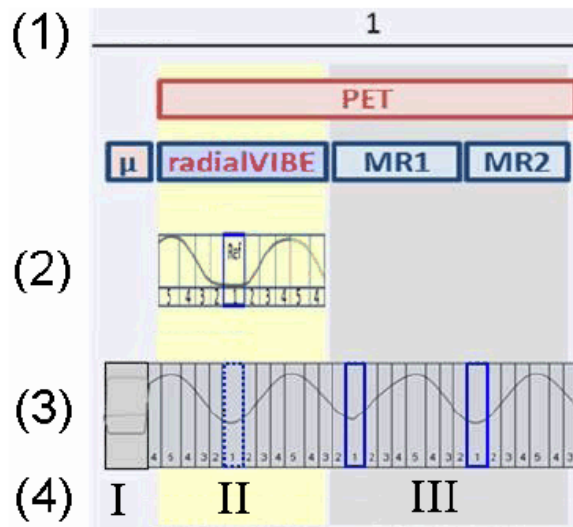 (1) 1
PET
μ radialVIBE MR1 MR2
(2) Ref
5 4 3 2 1 2 3 4 5 4
(3)
4 5 4 3 2 1 2 3 4 5 4 3 2 1 2 3 4 5 4 3 2 1 2 3 4 5 4 3
(4) I II III